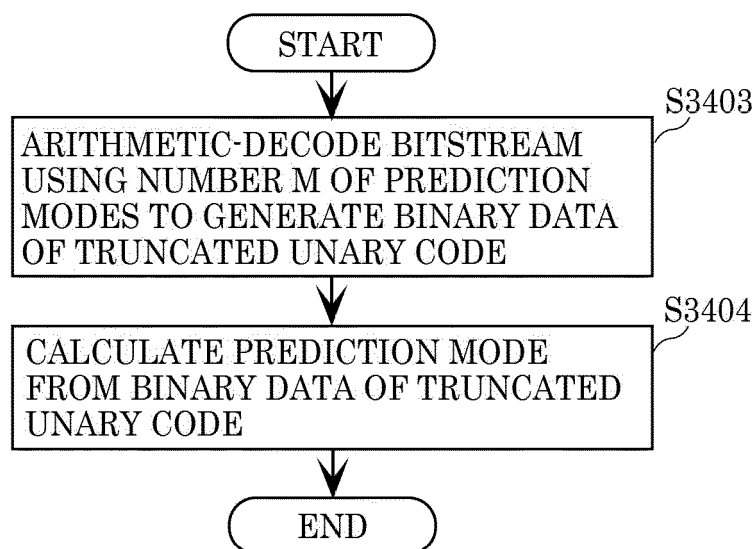 START
S3403
ARITHMETIC-DECODE BITSTREAM
USING NUMBER M OF PREDICTION
MODES TO GENERATE BINARY DATA
OF TRUNCATED UNARY CODE
S3404
CALCULATE PREDICTION MODE
FROM BINARY DATA OF TRUNCATED
UNARY CODE
END